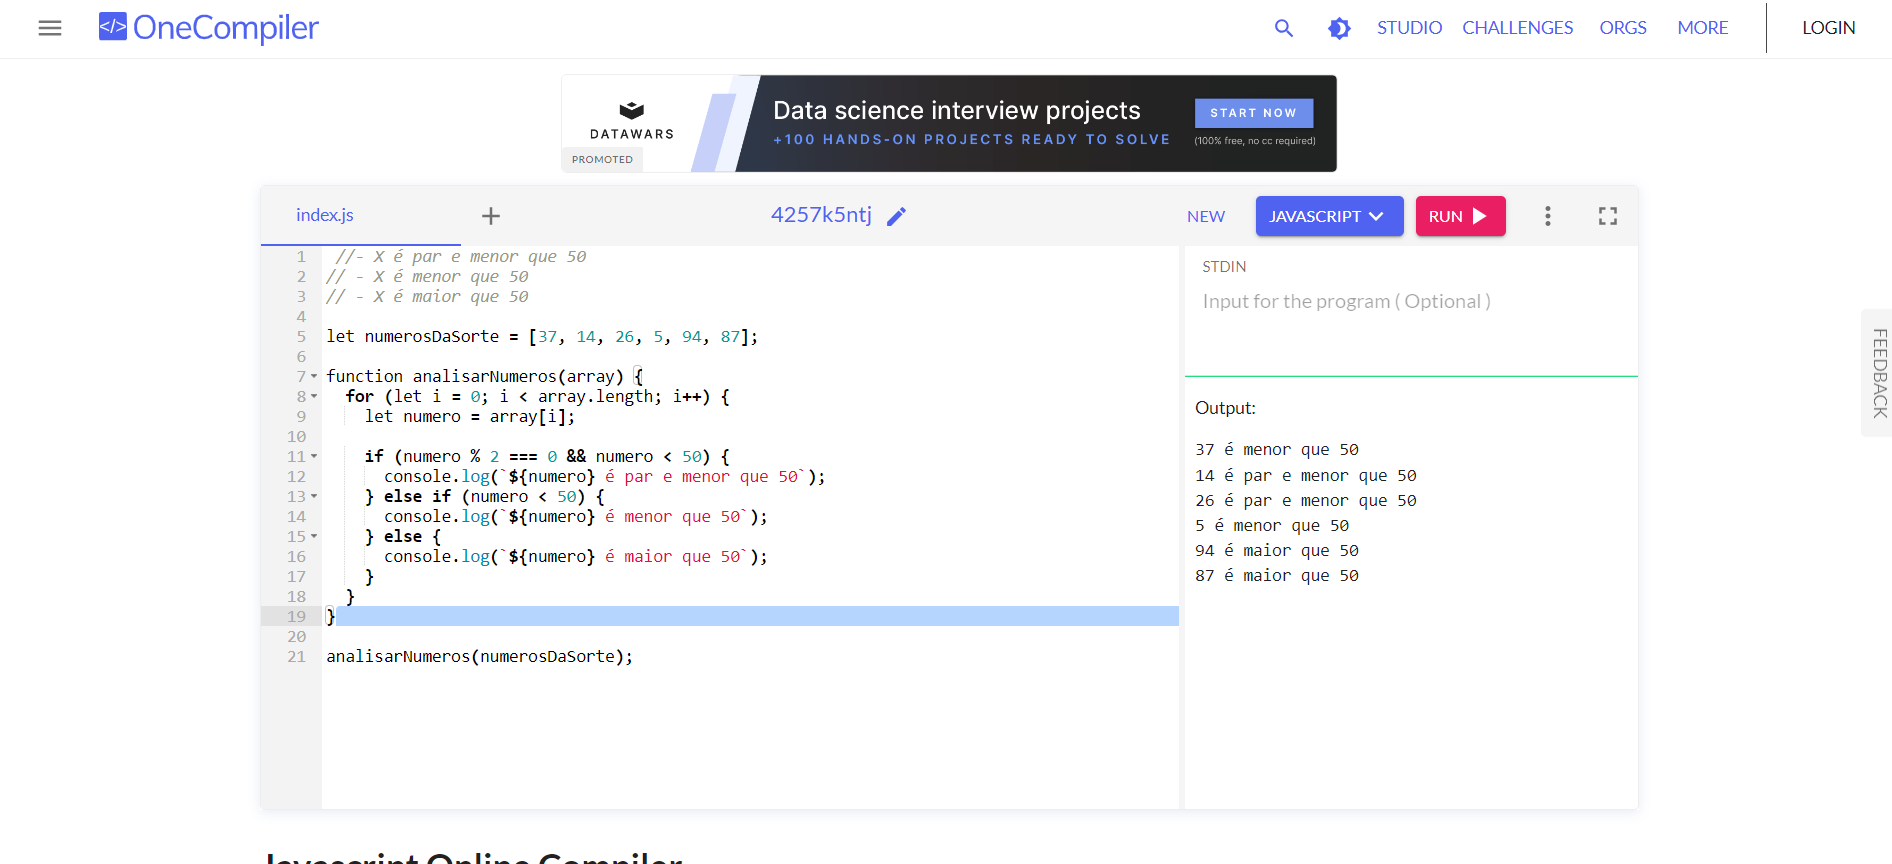 </> OneCompiler
STUDIO CHALLENGES ORGS MORE LOGIN
DATAWARS
PROMOTED
Data science interview projects
+100 HANDS-ON PROJECTS READY TO SOLVE
START NOW
(100% free, no cc required)
index.js
4257k5ntj
NEW
JAVASCRIPT
RUN
1 //- X é par e menor que 50
2 // - X é menor que 50
3 // - X é maior que 50
4
5 let numerosDaSorte = [37, 14, 26, 5, 94, 87];
6
7 function analisarNumeros(array) {
8 for (let i = 0; i < array.length; i++) {
9 let numero = array[i];
10
11 if (numero % 2 === 0 && numero < 50) {
12 console.log(`${numero} é par e menor que 50`);
13 } else if (numero < 50) {
14 console.log(`${numero} é menor que 50`);
15 } else {
16 console.log(`${numero} é maior que 50`);
17 }
18 }
19 }
20
21 analisarNumeros(numerosDaSorte);
STDIN
Input for the program ( Optional )
Output:
37 é menor que 50
14 é par e menor que 50
26 é par e menor que 50
5 é menor que 50
94 é maior que 50
87 é maior que 50
FEEDBACK
Javascript Online Compiler